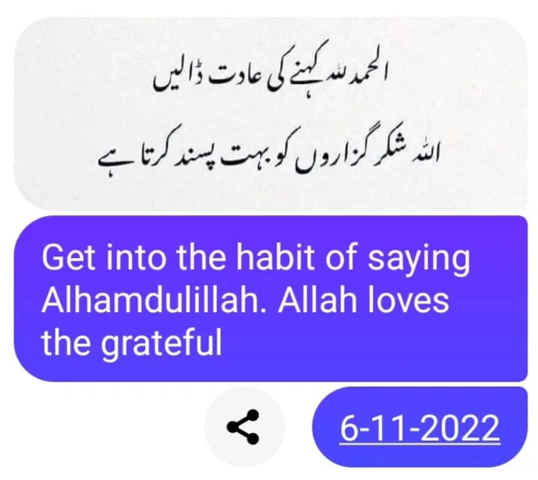 الحمدللہ کہنے کی عادت ڈالیں
اللہ شکر گزاروں کو بہت پسند کرتا ہے
Get into the habit of saying
Alhamdulillah. Allah loves
the grateful
6-11-2022